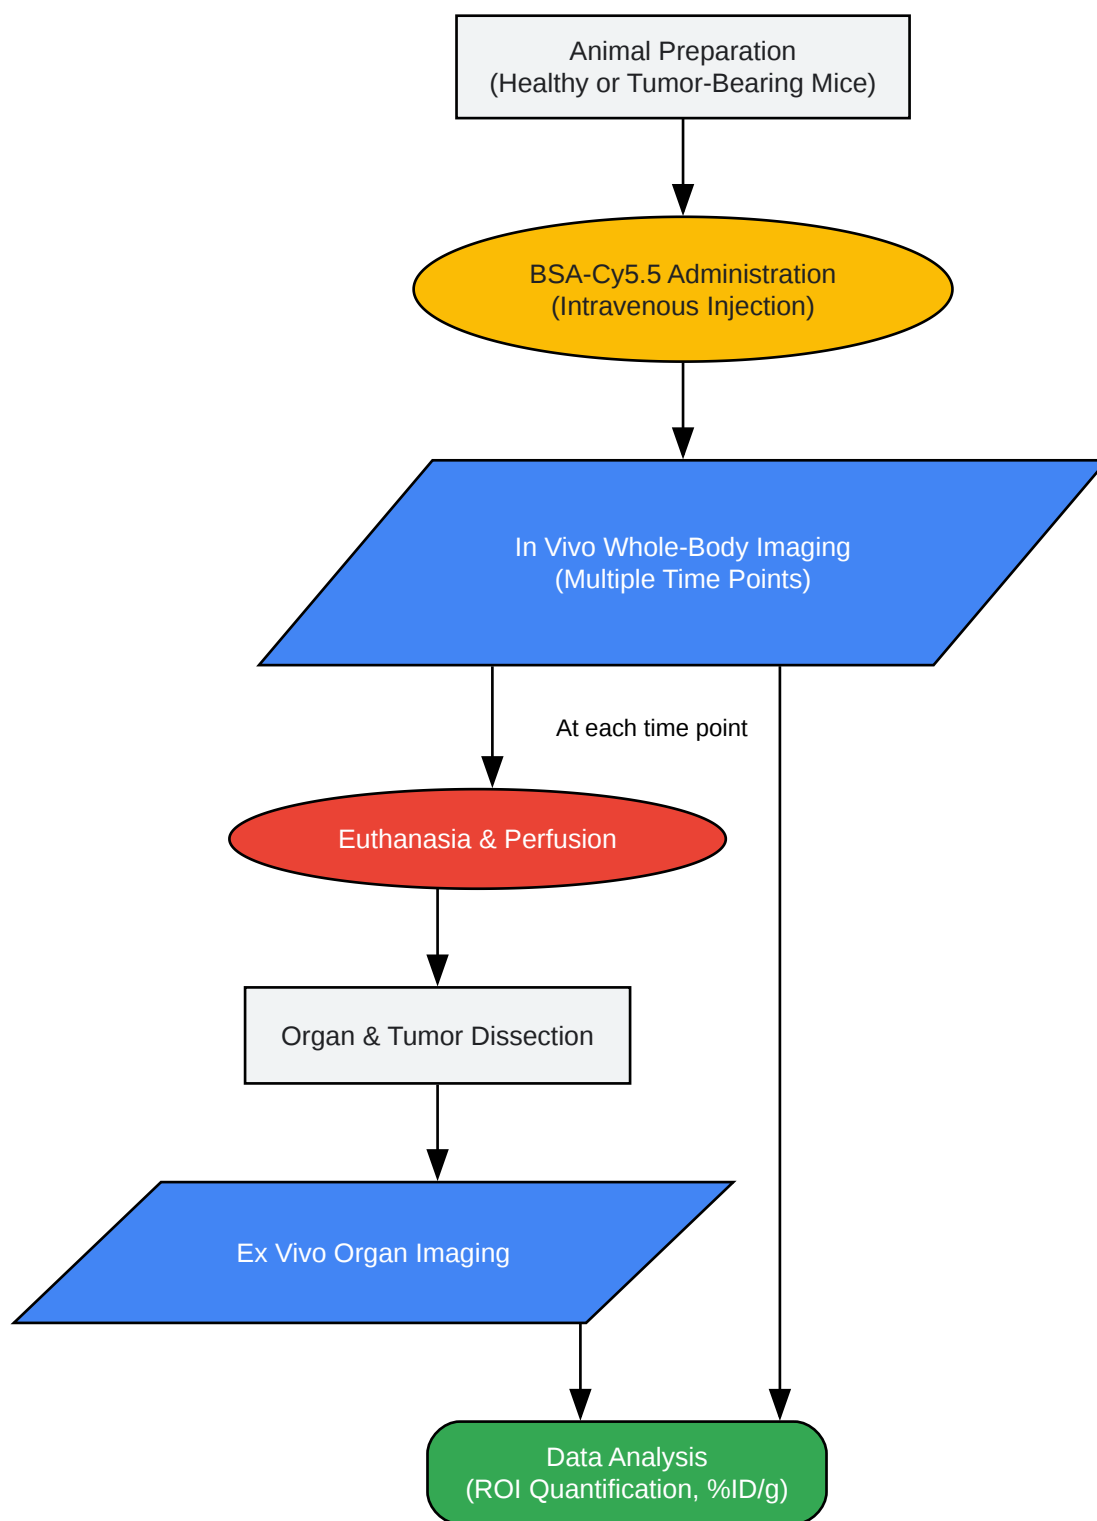 Animal Preparation
(Healthy or Tumor-Bearing Mice)
BSA-Cy5.5 Administration
(Intravenous Injection)
In Vivo Whole-Body Imaging
(Multiple Time Points)
At each time point
Euthanasia & Perfusion
Organ & Tumor Dissection
Ex Vivo Organ Imaging
Data Analysis
(ROI Quantification, %ID/g)